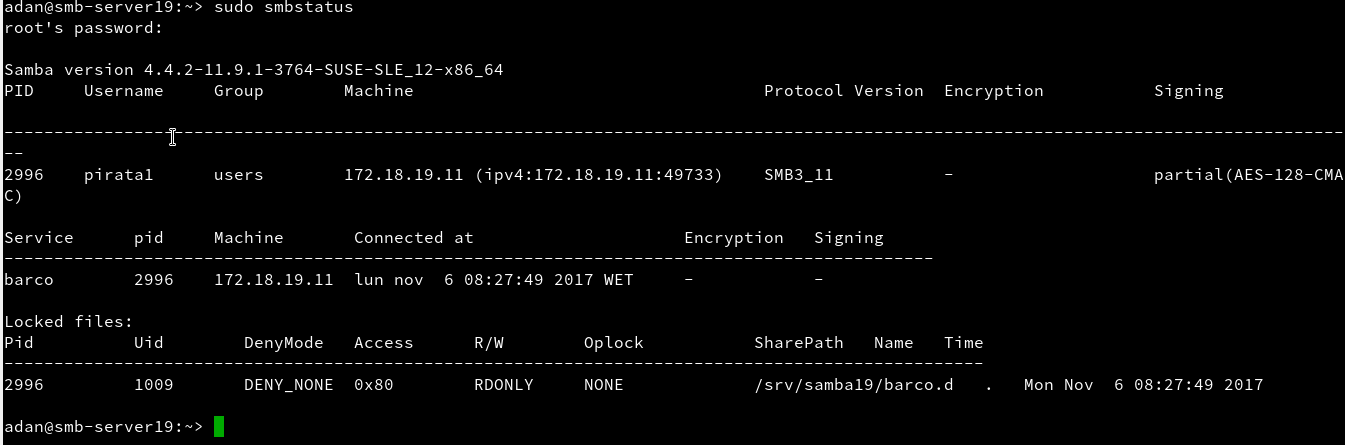 adan@smb-server19:~> sudo smbstatus
root's password:
Samba version 4.4.2-11.9.1-3764-SUSE-SLE_12-x86_64
PID     Username     Group        Machine                                   Protocol Version  Encryption           Signing
--------------------------------------------------------------------------------------------------------------------------------------
--
2996    pirata1      users        172.18.19.11 (ipv4:172.18.19.11:49733)    SMB3_11           -                    partial(AES-128-CMA
C)
Service      pid     Machine       Connected at                     Encryption   Signing
---------------------------------------------------------------------------------------------
barco        2996    172.18.19.11  lun nov  6 08:27:49 2017 WET     -            -
Locked files:
Pid          Uid        DenyMode   Access      R/W        Oplock           SharePath   Name   Time
--------------------------------------------------------------------------------------------------
2996         1009       DENY_NONE  0x80        RDONLY     NONE             /srv/samba19/barco.d   .   Mon Nov  6 08:27:49 2017
adan@smb-server19:~>